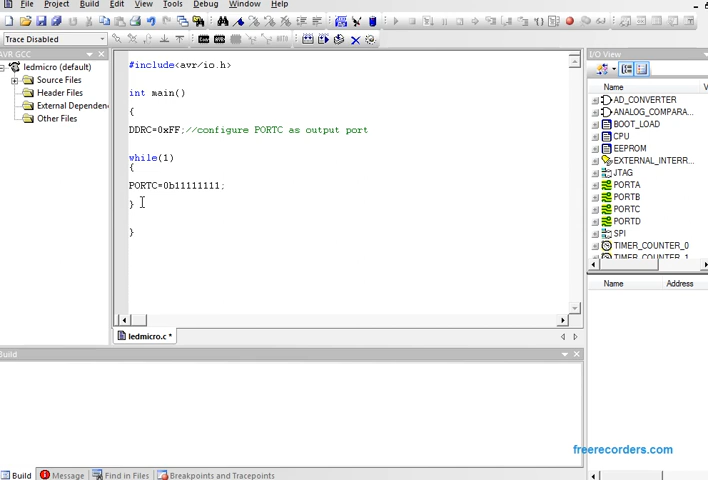 File Project Build Edit View Tools Debug Window Help
Trace Disabled
AVR GCC
ledmicro (default)
Source Files
Header Files
External Dependen
Other Files
#include<avr/io.h>
int main()
{
DDRC=0xFF;//configure PORTC as output port
while(1)
{
PORTC=0b11111111;
}
}
ledmicro.c *
I/O View
Name
AD_CONVERTER
ANALOG_COMPARA...
BOOT_LOAD
CPU
EEPROM
EXTERNAL_INTERR...
JTAG
PORTA
PORTB
PORTC
PORTD
SPI
TIMER_COUNTER_0
TIMER_COUNTER_1
Name Address
Build
freerecorders.com
Build Message Find in Files Breakpoints and Tracepoints